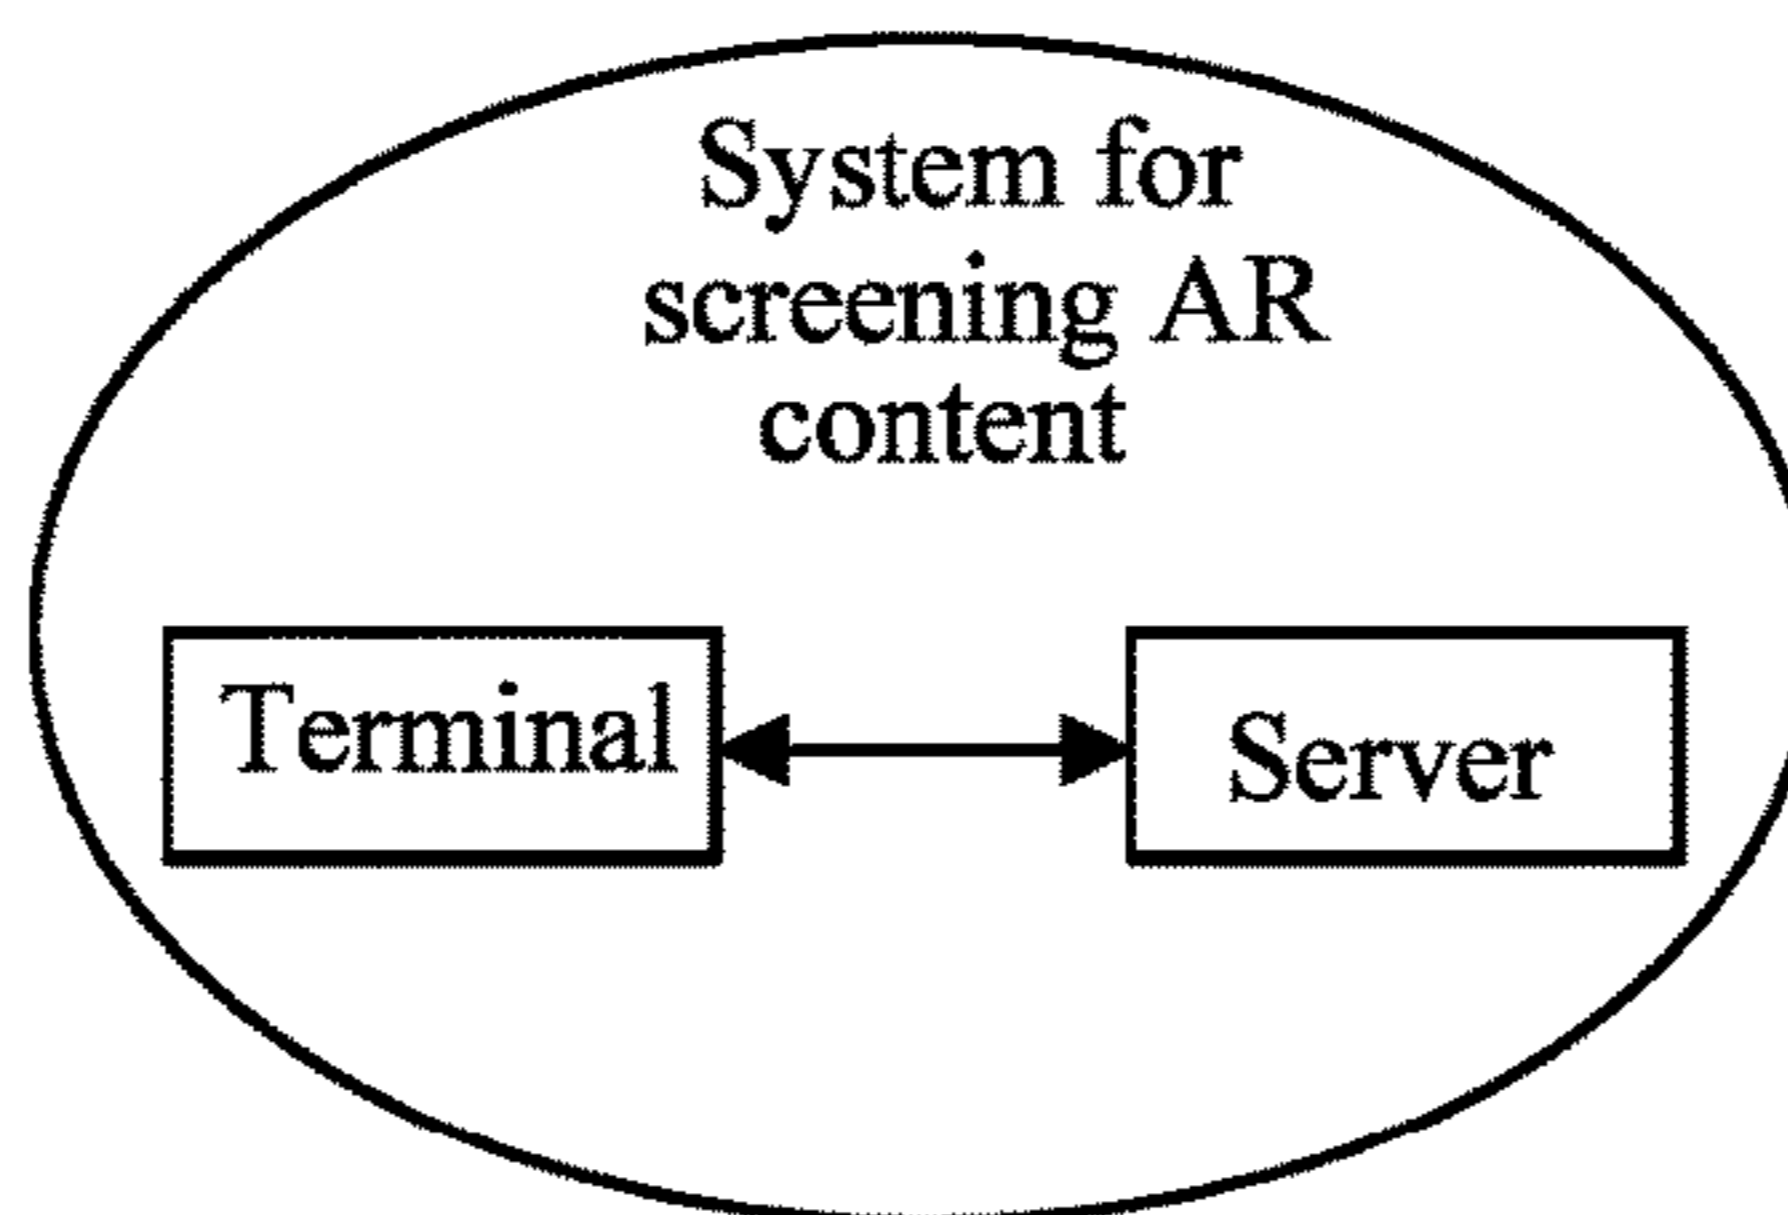 System for
screening AR
content
Terminal
Server